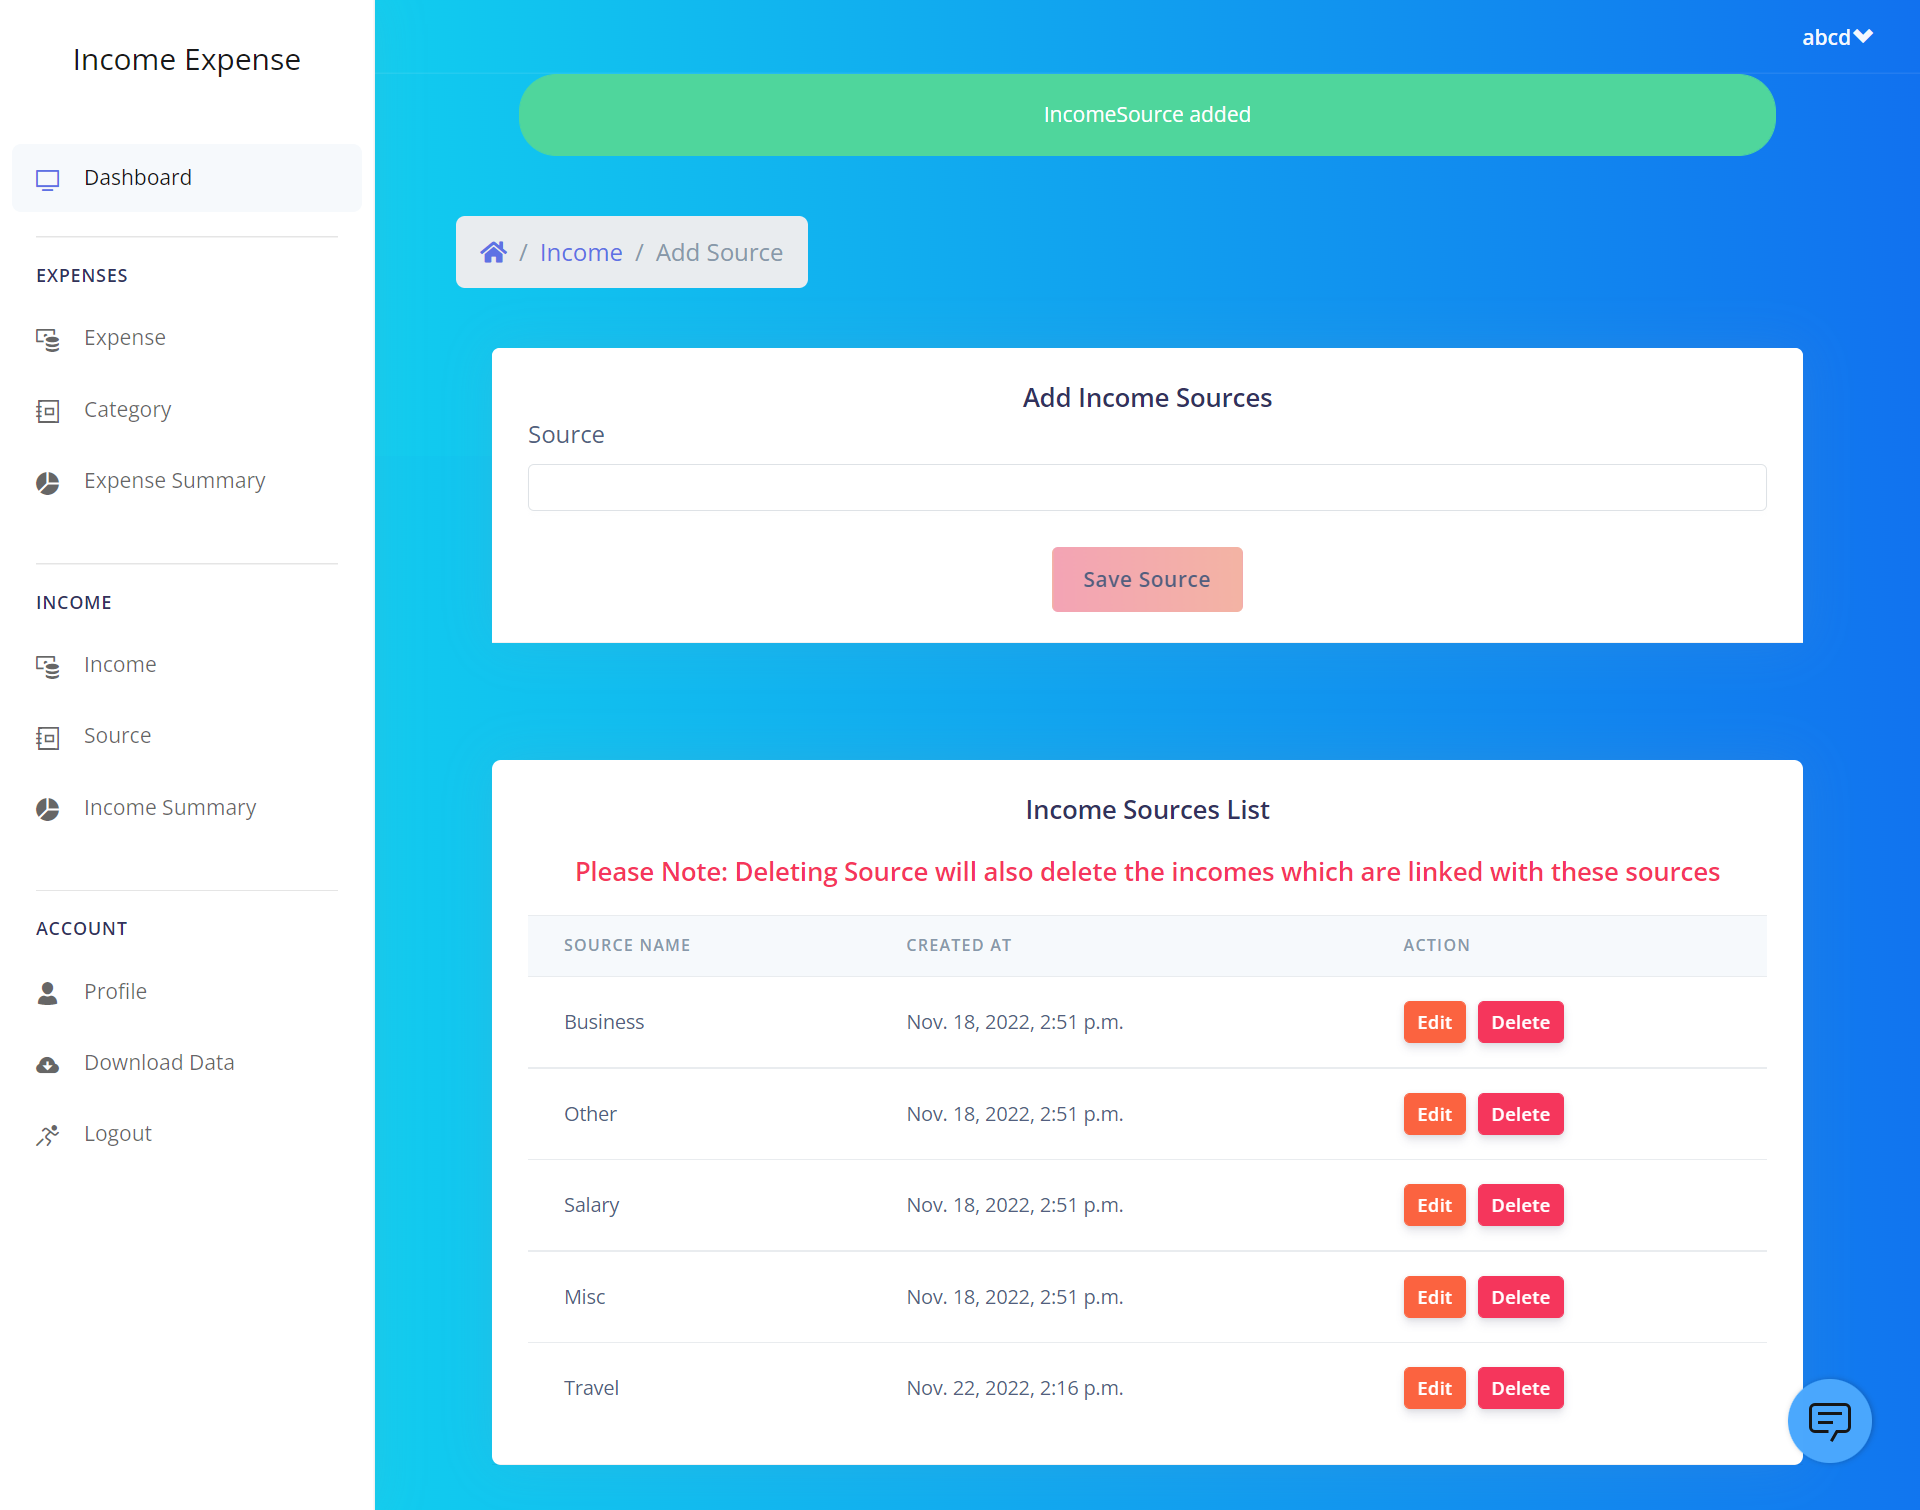 Income Expense
Dashboard
EXPENSES
Expense
Category
Expense Summary
INCOME
Income
Source
Income Summary
ACCOUNT
Profile
Download Data
Logout
abcd
IncomeSource added
/ Income / Add Source
Add Income Sources
Source
Save Source
Income Sources List
Please Note: Deleting Source will also delete the incomes which are linked with these sources
SOURCE NAME CREATED AT ACTION
Business Nov. 18, 2022, 2:51 p.m. Edit Delete
Other Nov. 18, 2022, 2:51 p.m. Edit Delete
Salary Nov. 18, 2022, 2:51 p.m. Edit Delete
Misc Nov. 18, 2022, 2:51 p.m. Edit Delete
Travel Nov. 22, 2022, 2:16 p.m. Edit Delete